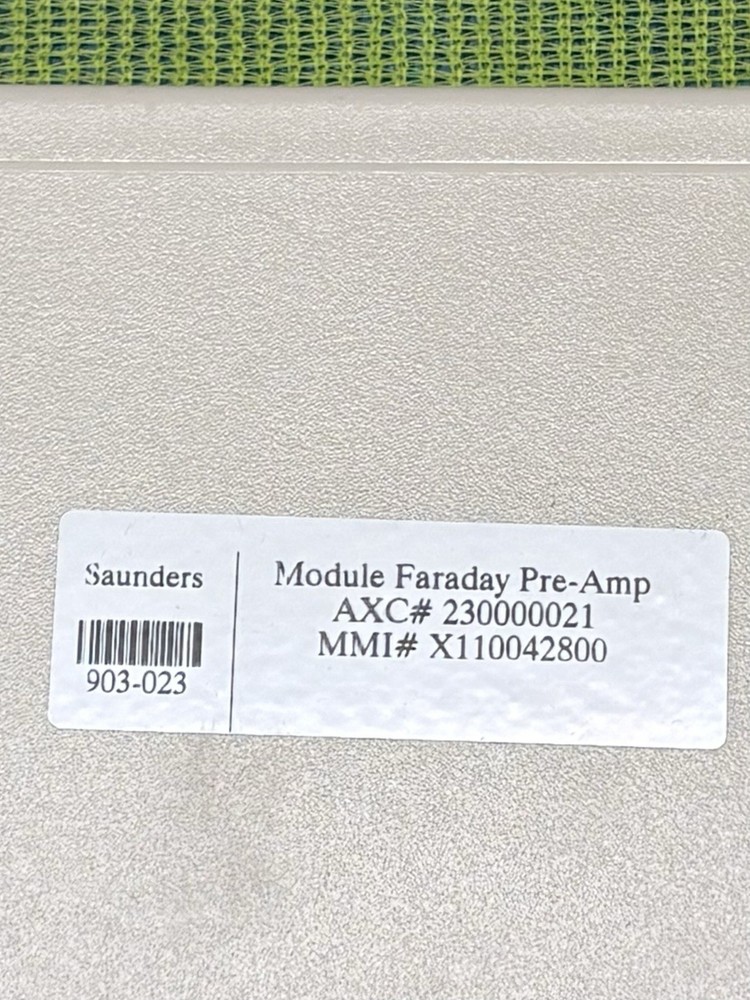 Saunders
903-023
Module Faraday Pre-Amp
AXC# 230000021
MMI# X110042800